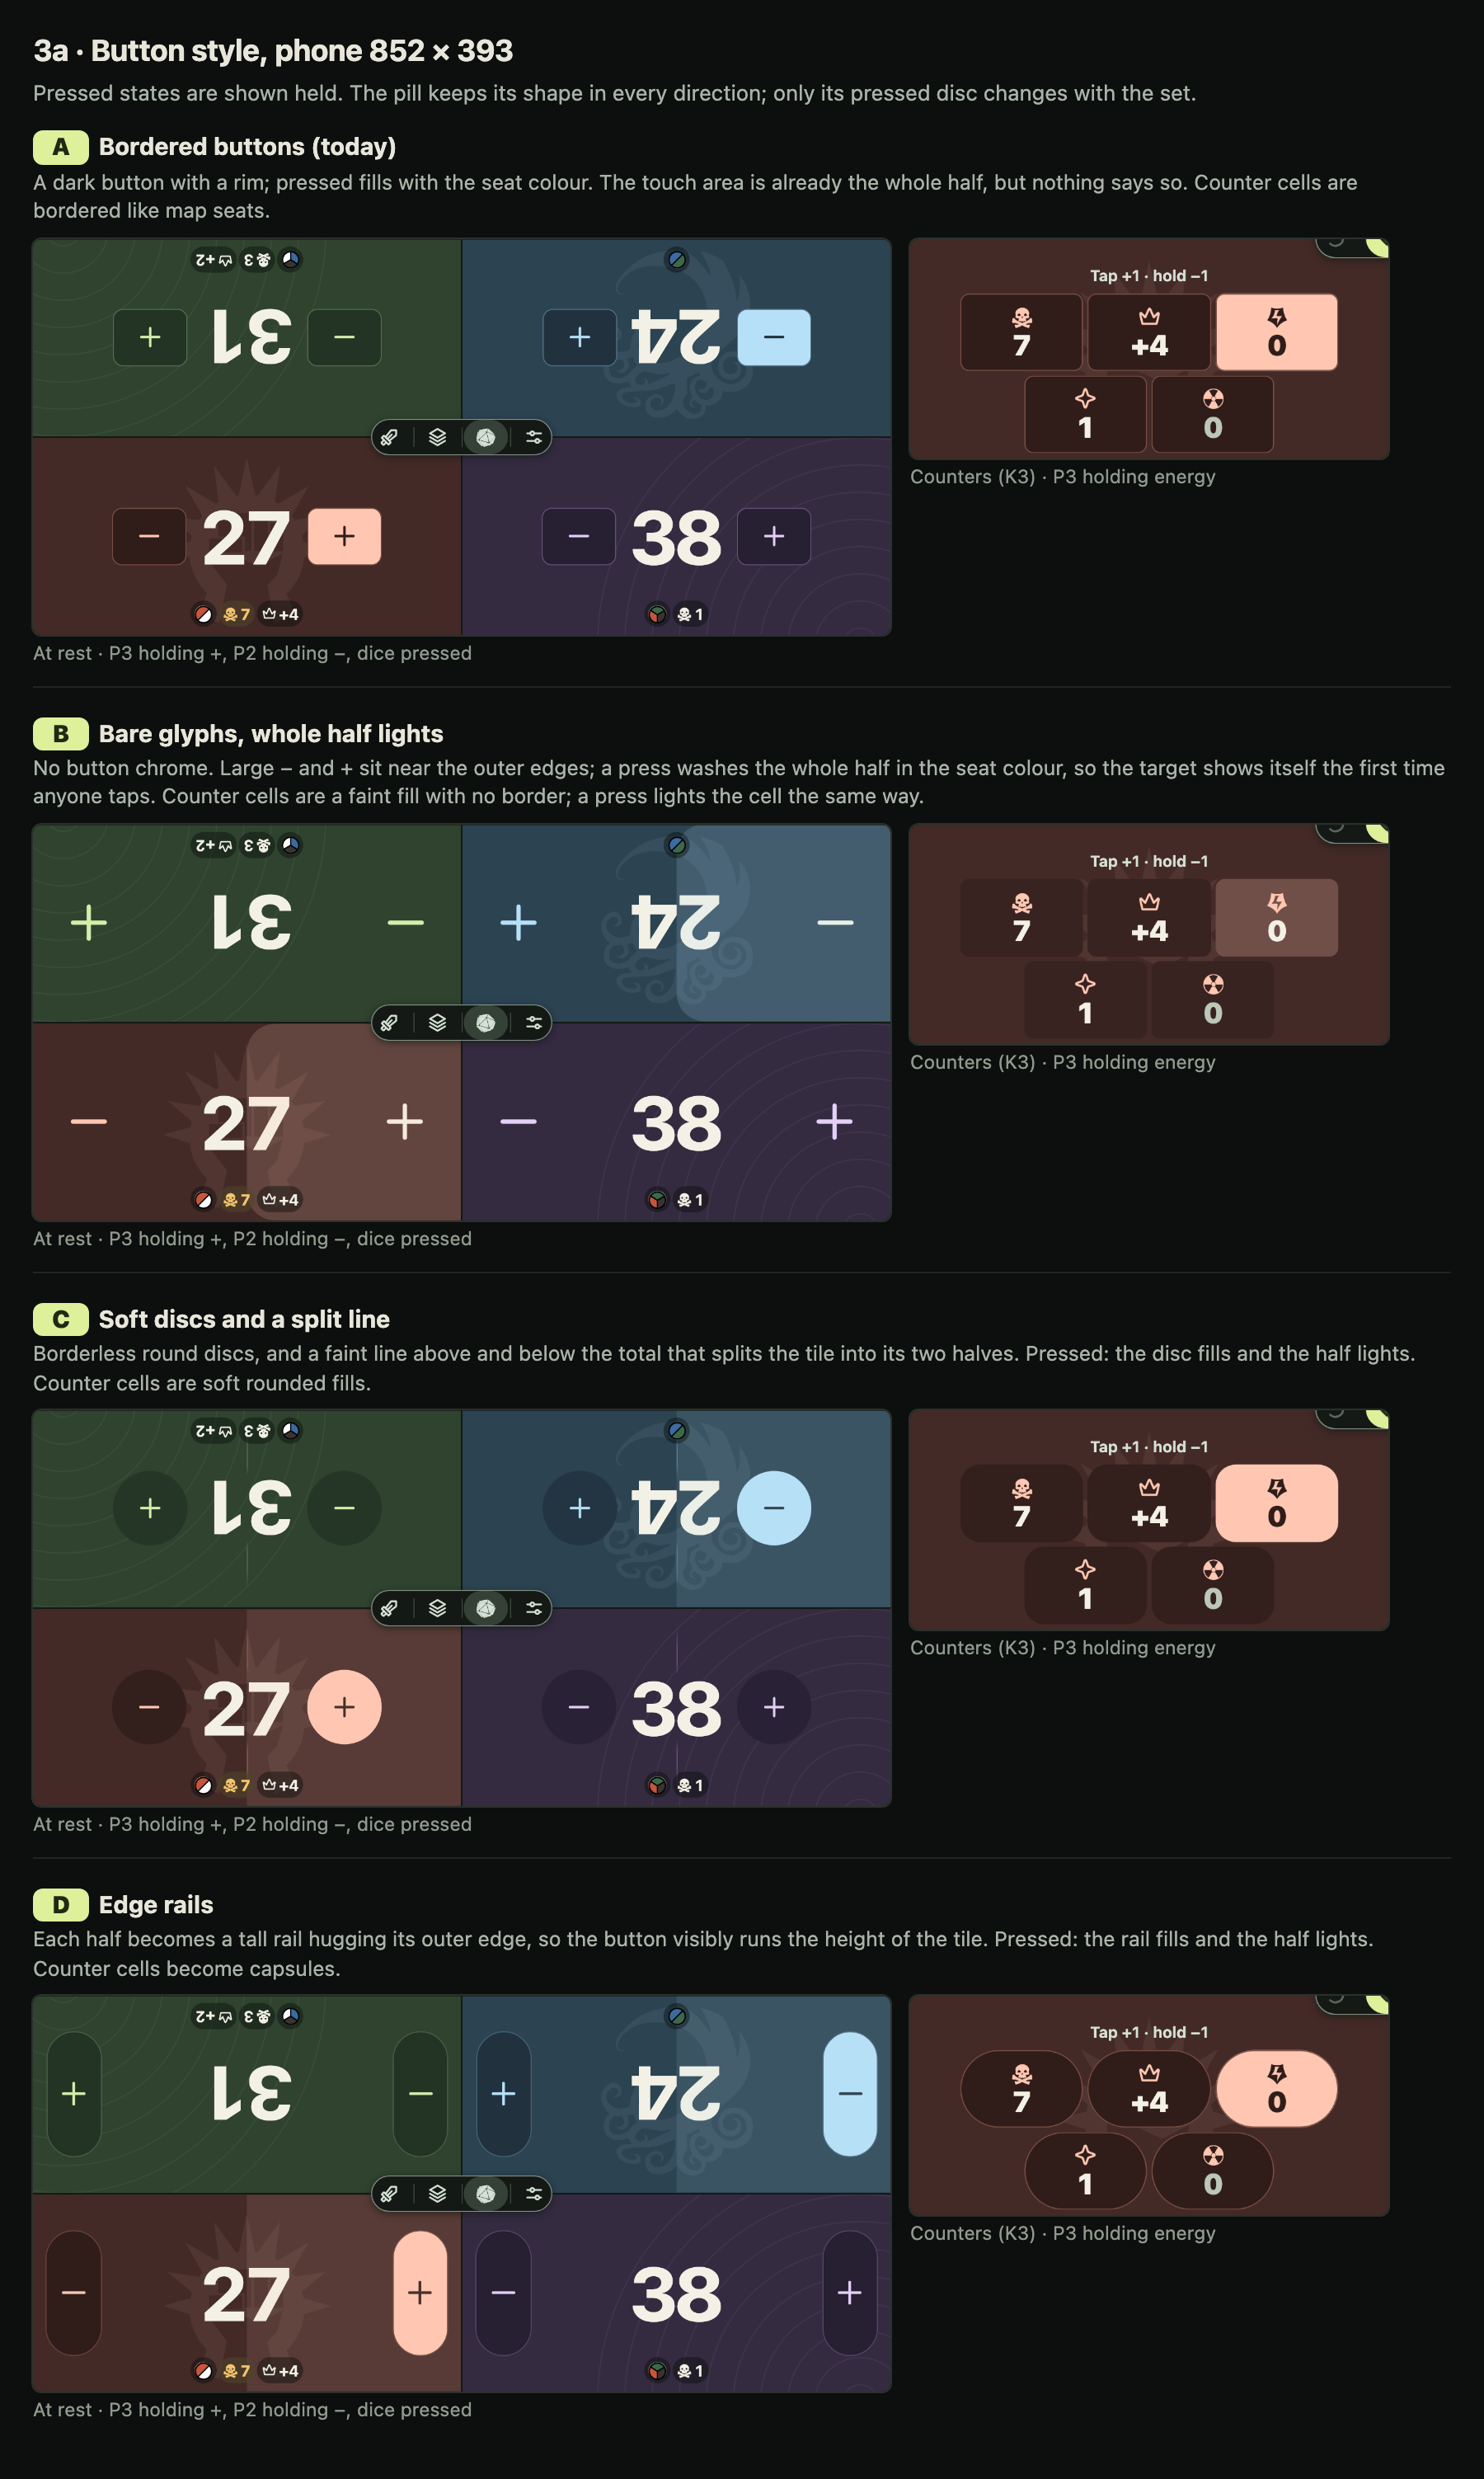 3a · Button style, phone 852 × 393
Pressed states are shown held. The pill keeps its shape in every direction; only its pressed disc changes with the set.
A Bordered buttons (today)
A dark button with a rim; pressed fills with the seat colour. The touch area is already the whole half, but nothing says so. Counter cells are
bordered like map seats.
+2 3
+ 31 −
+ 24 −
− 27 +
− 38 +
7 +4
1
Tap +1 · hold −1
7 +4 0
1 0
Counters (K3) · P3 holding energy
At rest · P3 holding +, P2 holding −, dice pressed
B Bare glyphs, whole half lights
No button chrome. Large − and + sit near the outer edges; a press washes the whole half in the seat colour, so the target shows itself the first time
anyone taps. Counter cells are a faint fill with no border; a press lights the cell the same way.
+2 3
+ 31 −
+ 24 −
− 27 +
− 38 +
7 +4
1
Tap +1 · hold −1
7 +4 0
1 0
Counters (K3) · P3 holding energy
At rest · P3 holding +, P2 holding −, dice pressed
C Soft discs and a split line
Borderless round discs, and a faint line above and below the total that splits the tile into its two halves. Pressed: the disc fills and the half lights.
Counter cells are soft rounded fills.
+2 3
+ 31 −
+ 24 −
− 27 +
− 38 +
7 +4
1
Tap +1 · hold −1
7 +4 0
1 0
Counters (K3) · P3 holding energy
At rest · P3 holding +, P2 holding −, dice pressed
D Edge rails
Each half becomes a tall rail hugging its outer edge, so the button visibly runs the height of the tile. Pressed: the rail fills and the half lights.
Counter cells become capsules.
+2 3
+ 31 −
+ 24 −
− 27 +
− 38 +
7 +4
1
Tap +1 · hold −1
7 +4 0
1 0
Counters (K3) · P3 holding energy
At rest · P3 holding +, P2 holding −, dice pressed